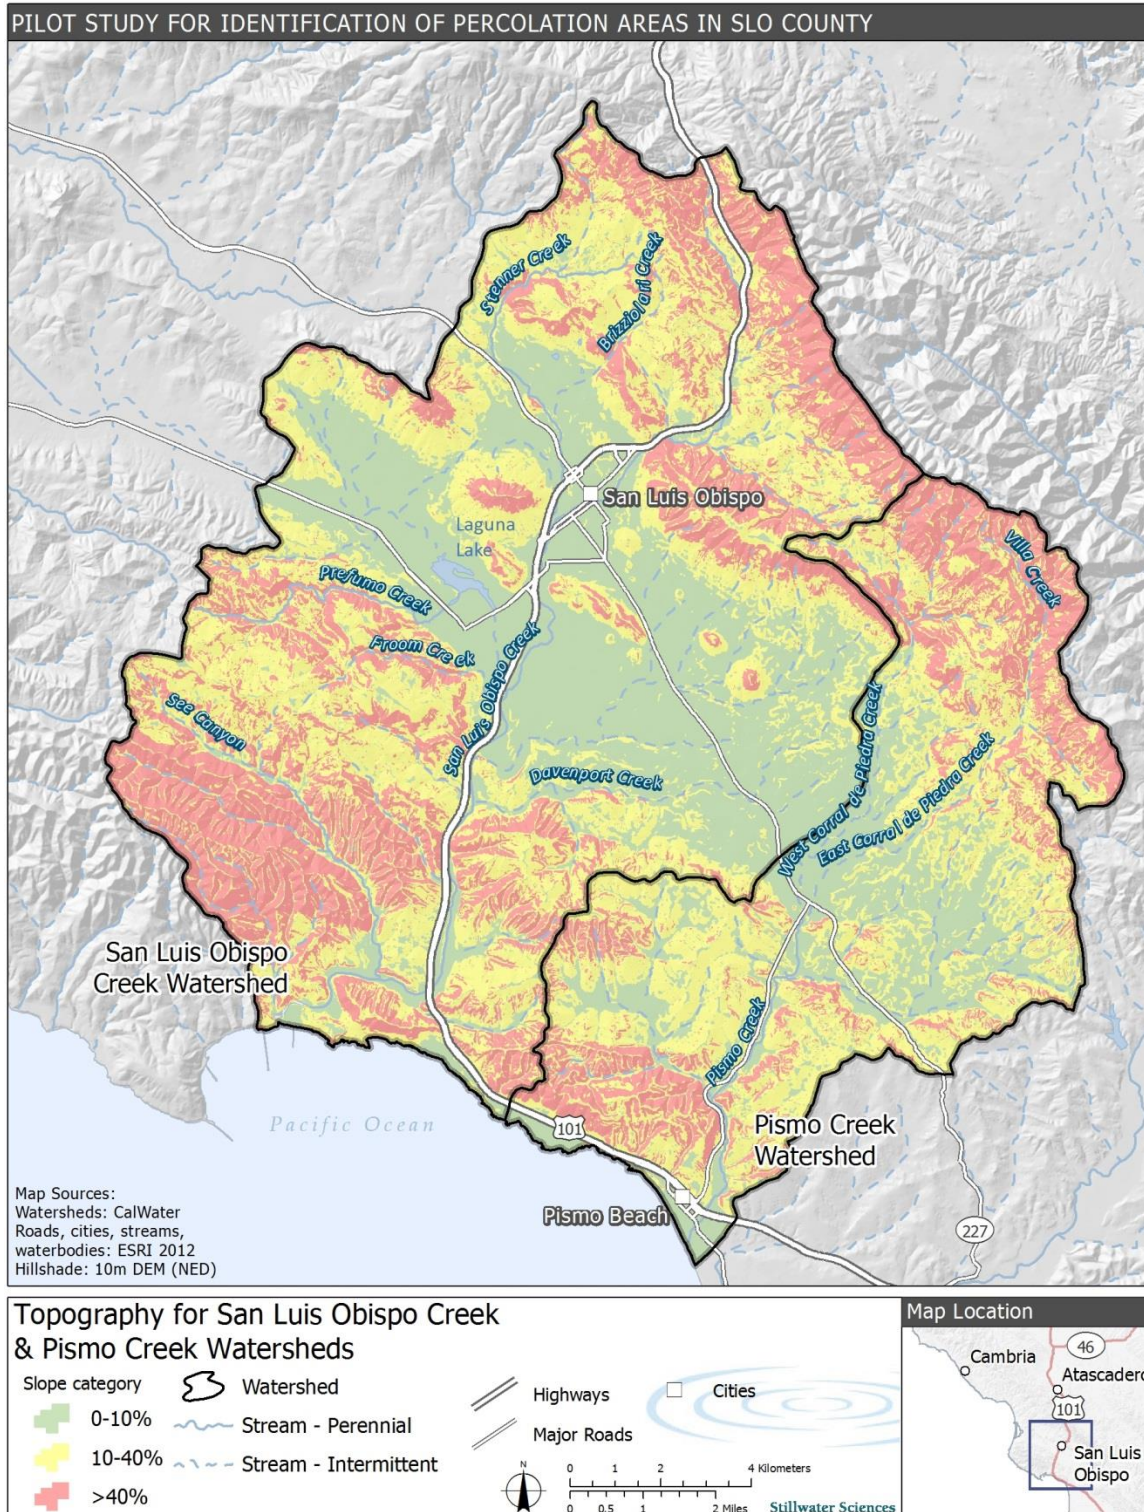 PILOT STUDY FOR IDENTIFICATION OF PERCOLATION AREAS IN SLO COUNTY
Stenner Creek
Brizziolari Creek
San Luis Obispo
Laguna
Lake
Villa Creek
Prefumo Creek
Froom Creek
San Luis Obispo Creek
See Canyon
Davenport Creek
West Corral de Piedra Creek
East Corral de Piedra Creek
San Luis Obispo
Creek Watershed
Pismo Creek
Pacific Ocean
101
Pismo Creek
Watershed
Pismo Beach
227
Map Sources:
Watersheds: CalWater
Roads, cities, streams,
waterbodies: ESRI 2012
Hillshade: 10m DEM (NED)
Topography for San Luis Obispo Creek
& Pismo Creek Watersheds
Slope category
0-10%
10-40%
>40%
Watershed
Stream - Perennial
Stream - Intermittent
Highways
Major Roads
Cities
N
0 1 2 4 Kilometers
0 0.5 1 2 Miles
Stillwater Sciences
Map Location
46
Cambria
Atascadero
101
San Luis
Obispo